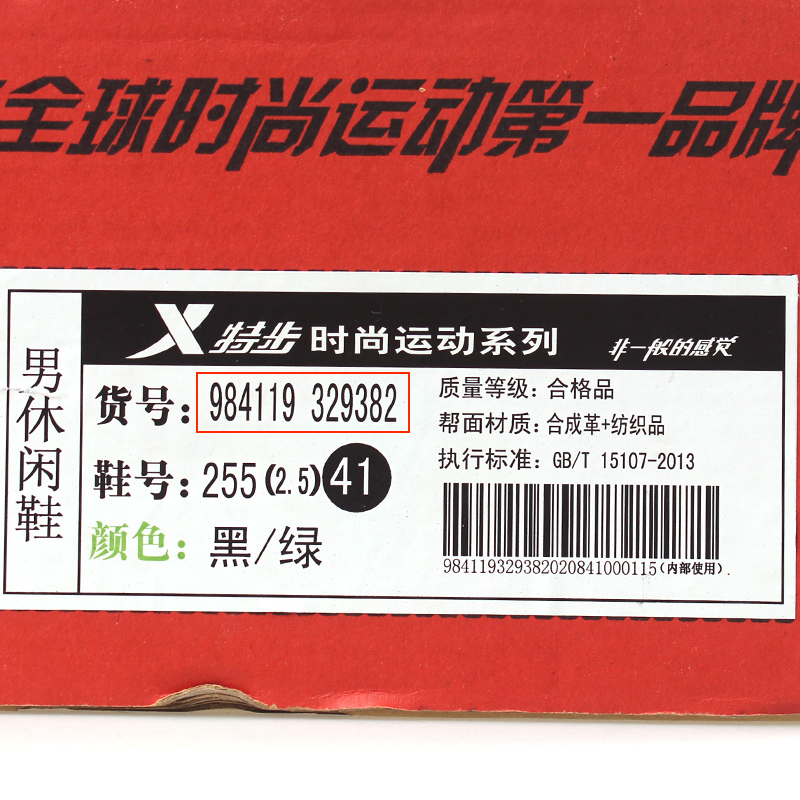 全球时尚运动第一品牌
男休闲鞋
X 特步 时尚运动系列 非一般的感觉
货号: 984119 329382
鞋号: 255(2.5) 41
颜色: 黑/绿
质量等级: 合格品
帮面材质: 合成革+纺织品
执行标准: GB/T 15107-2013
984119329382020841000115(内部使用).